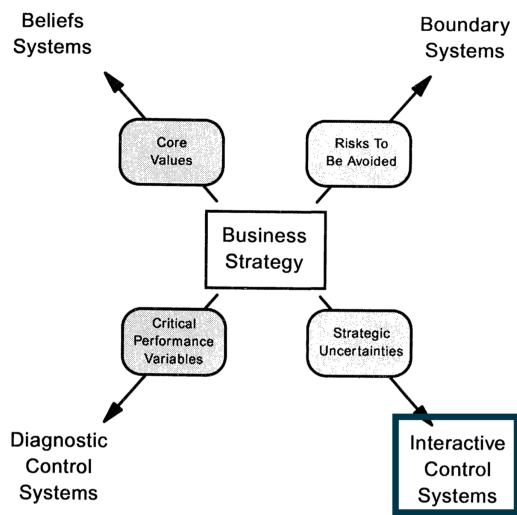 Beliefs
Systems
Boundary
Systems
Core
Values
Risks To
Be Avoided
Business
Strategy
Critical
Performance
Variables
Strategic
Uncertainties
Diagnostic
Control
Systems
Interactive
Control
Systems